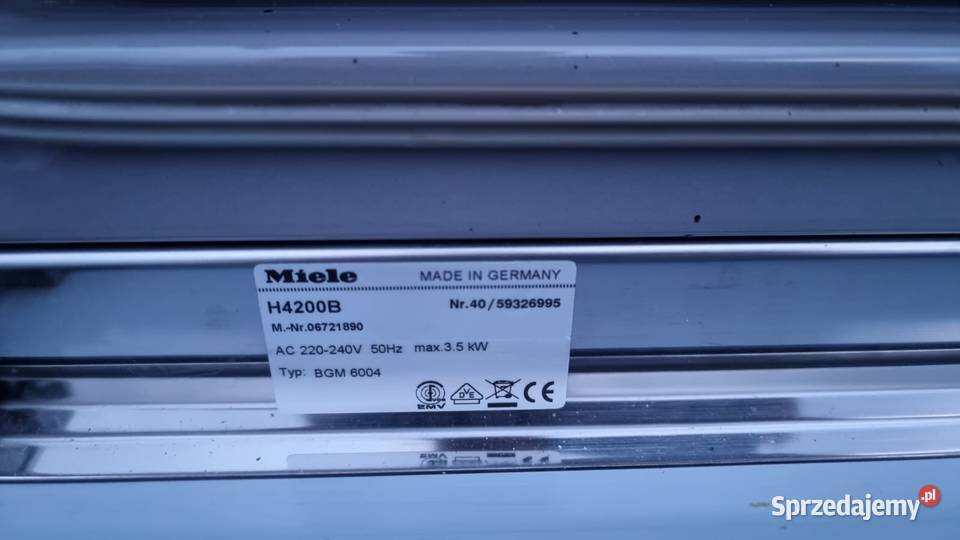 Miele MADE IN GERMANY
H4200B Nr.40/59326995
M.-Nr.06721890
AC 220-240V 50Hz max.3.5 kW
Typ: BGM 6004
EMV DVE CE
Sprzedajemy.pl